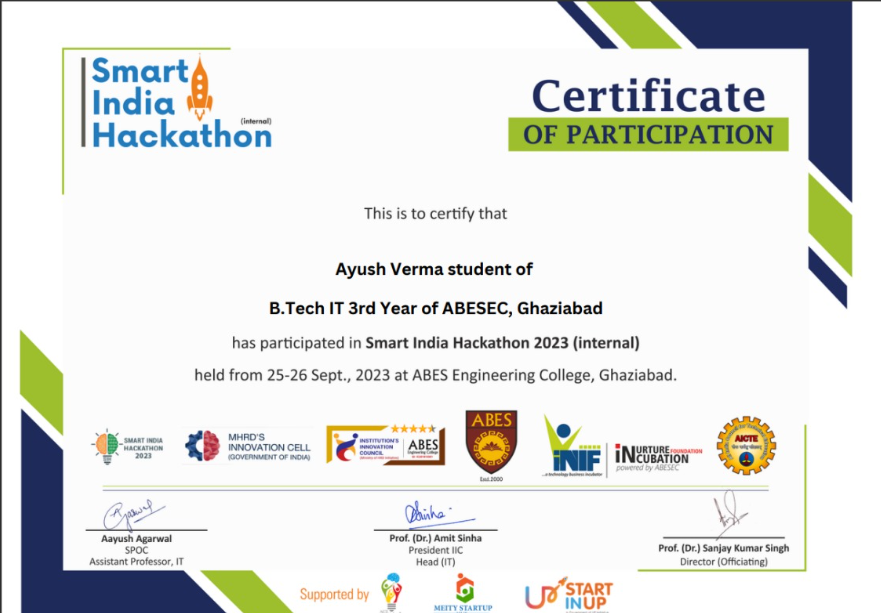 Smart
India
Hackathon
(internal)
Certificate
OF PARTICIPATION
This is to certify that
Ayush Verma student of
B.Tech IT 3rd Year of ABESEC, Ghaziabad
has participated in Smart India Hackathon 2023 (internal)
held from 25-26 Sept., 2023 at ABES Engineering College, Ghaziabad.
SMART INDIA
HACKATHON
2023
MHRD'S
INNOVATION CELL
(GOVERNMENT OF INDIA)
INSTITUTION'S
INNOVATION
COUNCIL
ABES
Engineering College
ABES
Estd.2000
iNiF
...e-technology business incubator
iNURTURE FOUNDATION
INCUBATION
powered by ABESEC
AICTE
Aayush Agarwal
SPOC
Assistant Professor, IT
Prof. (Dr.) Amit Sinha
President IIC
Head (IT)
Prof. (Dr.) Sanjay Kumar Singh
Director (Officiating)
Supported by
MEITY STARTUP
START
IN UP